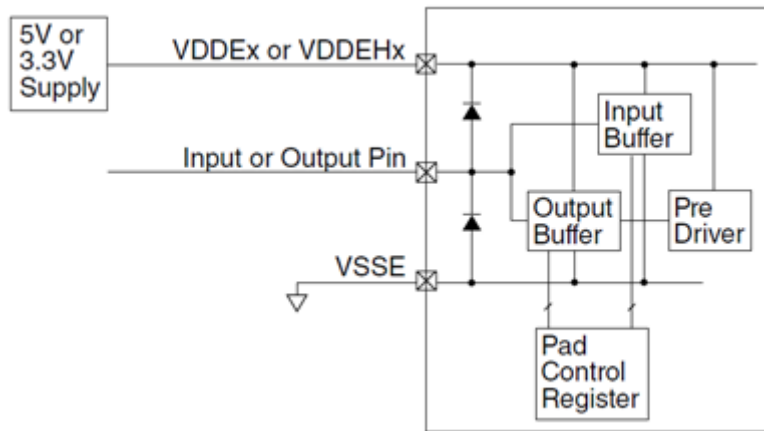 5V or
3.3V
Supply
VDDEx or VDDEHx
Input
Buffer
Input or Output Pin
Output
Buffer
Pre
Driver
VSSE
Pad
Control
Register